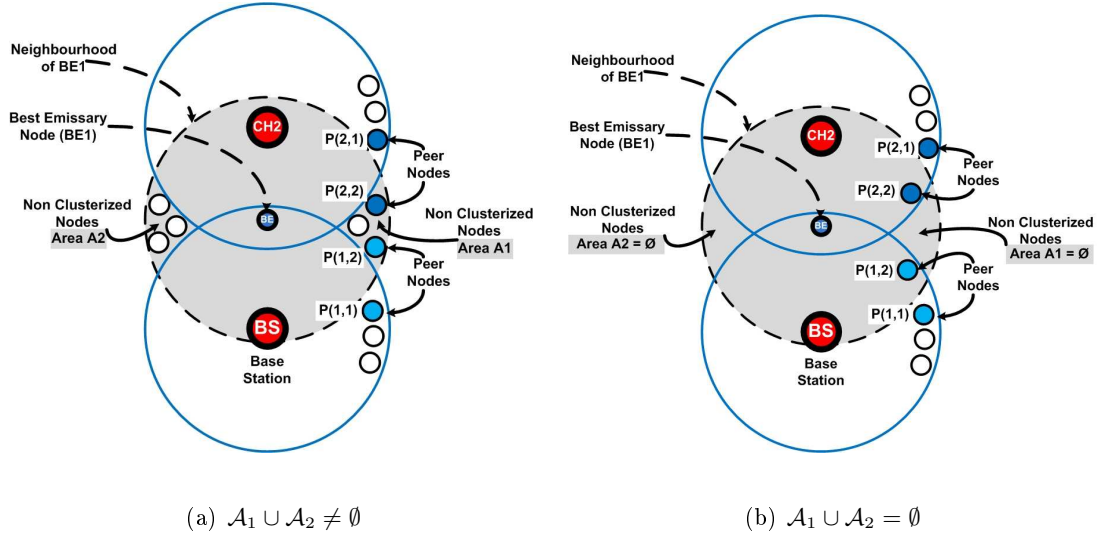 Neighbourhood
of BE1
Best Emissary
Node (BE1)
CH2
P(2,1)
Peer
Nodes
P(2,2)
Non Clusterized
Nodes
Area A2
BE
Non Clusterized
Nodes
Area A1
P(1,2)
Peer
Nodes
P(1,1)
BS
Base
Station
(a) 𝒜₁ ∪ 𝒜₂ ≠ ∅
Neighbourhood
of BE1
Best Emissary
Node (BE1)
CH2
P(2,1)
Peer
Nodes
P(2,2)
Non Clusterized
Nodes
Area A2 = Ø
BE
Non Clusterized
Nodes
Area A1 = Ø
P(1,2)
Peer
Nodes
P(1,1)
BS
Base
Station
(b) 𝒜₁ ∪ 𝒜₂ = ∅